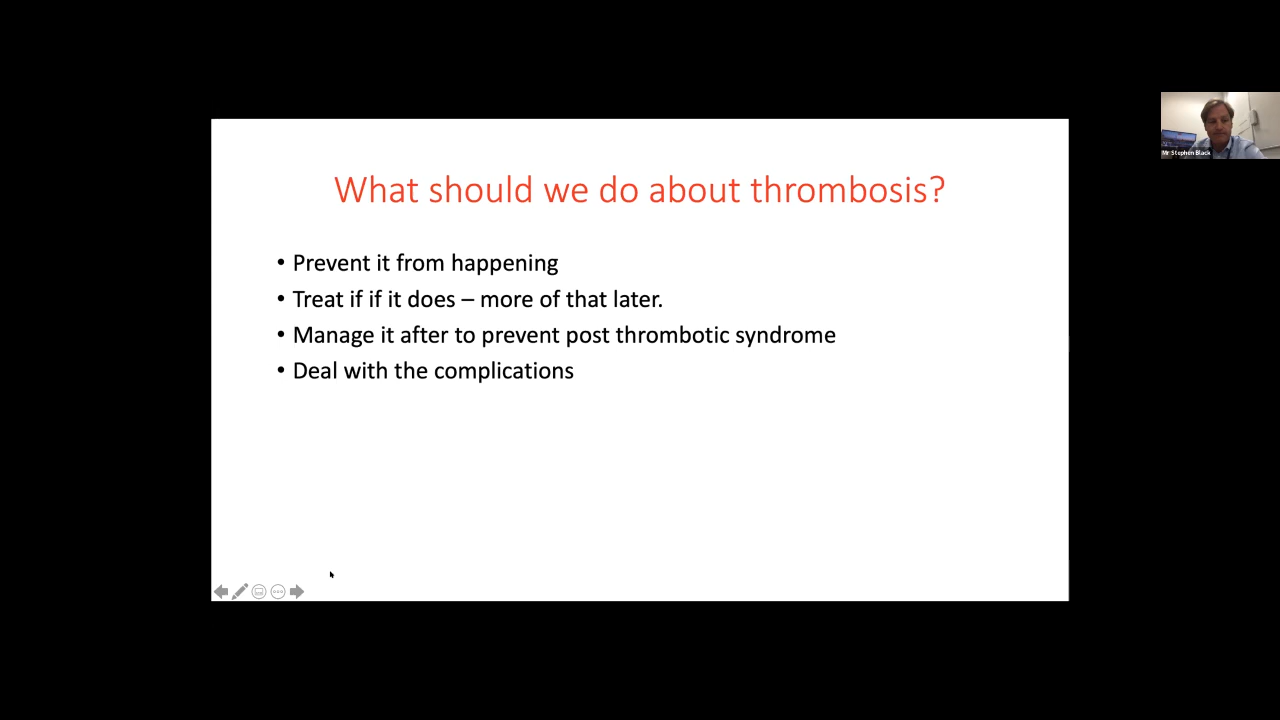 What should we do about thrombosis?
• Prevent it from happening
• Treat if if it does – more of that later.
• Manage it after to prevent post thrombotic syndrome
• Deal with the complications
Mr Stephen Black